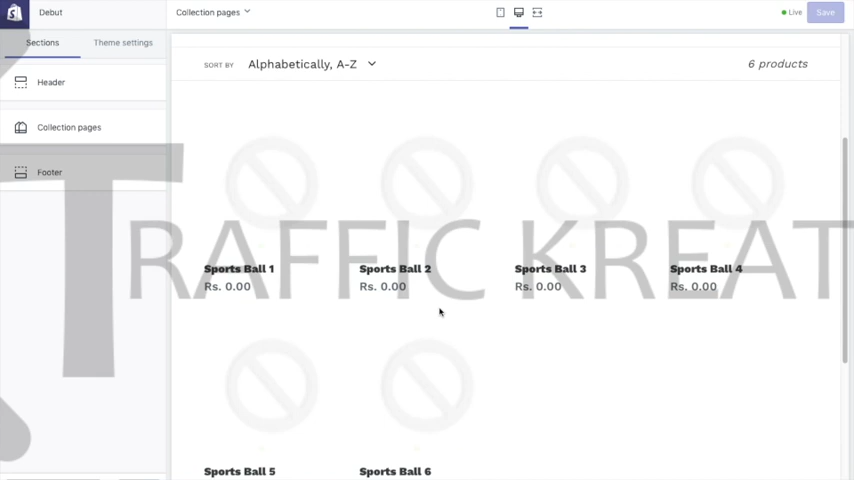 Debut
Collection pages
Live
Save
Sections
Theme settings
SORT BY
Alphabetically, A-Z
6 products
Header
Collection pages
Footer
TRAFFIC KREAT
Sports Ball 1
Rs. 0.00
Sports Ball 2
Rs. 0.00
Sports Ball 3
Rs. 0.00
Sports Ball 4
Rs. 0.00
Sports Ball 5
Sports Ball 6